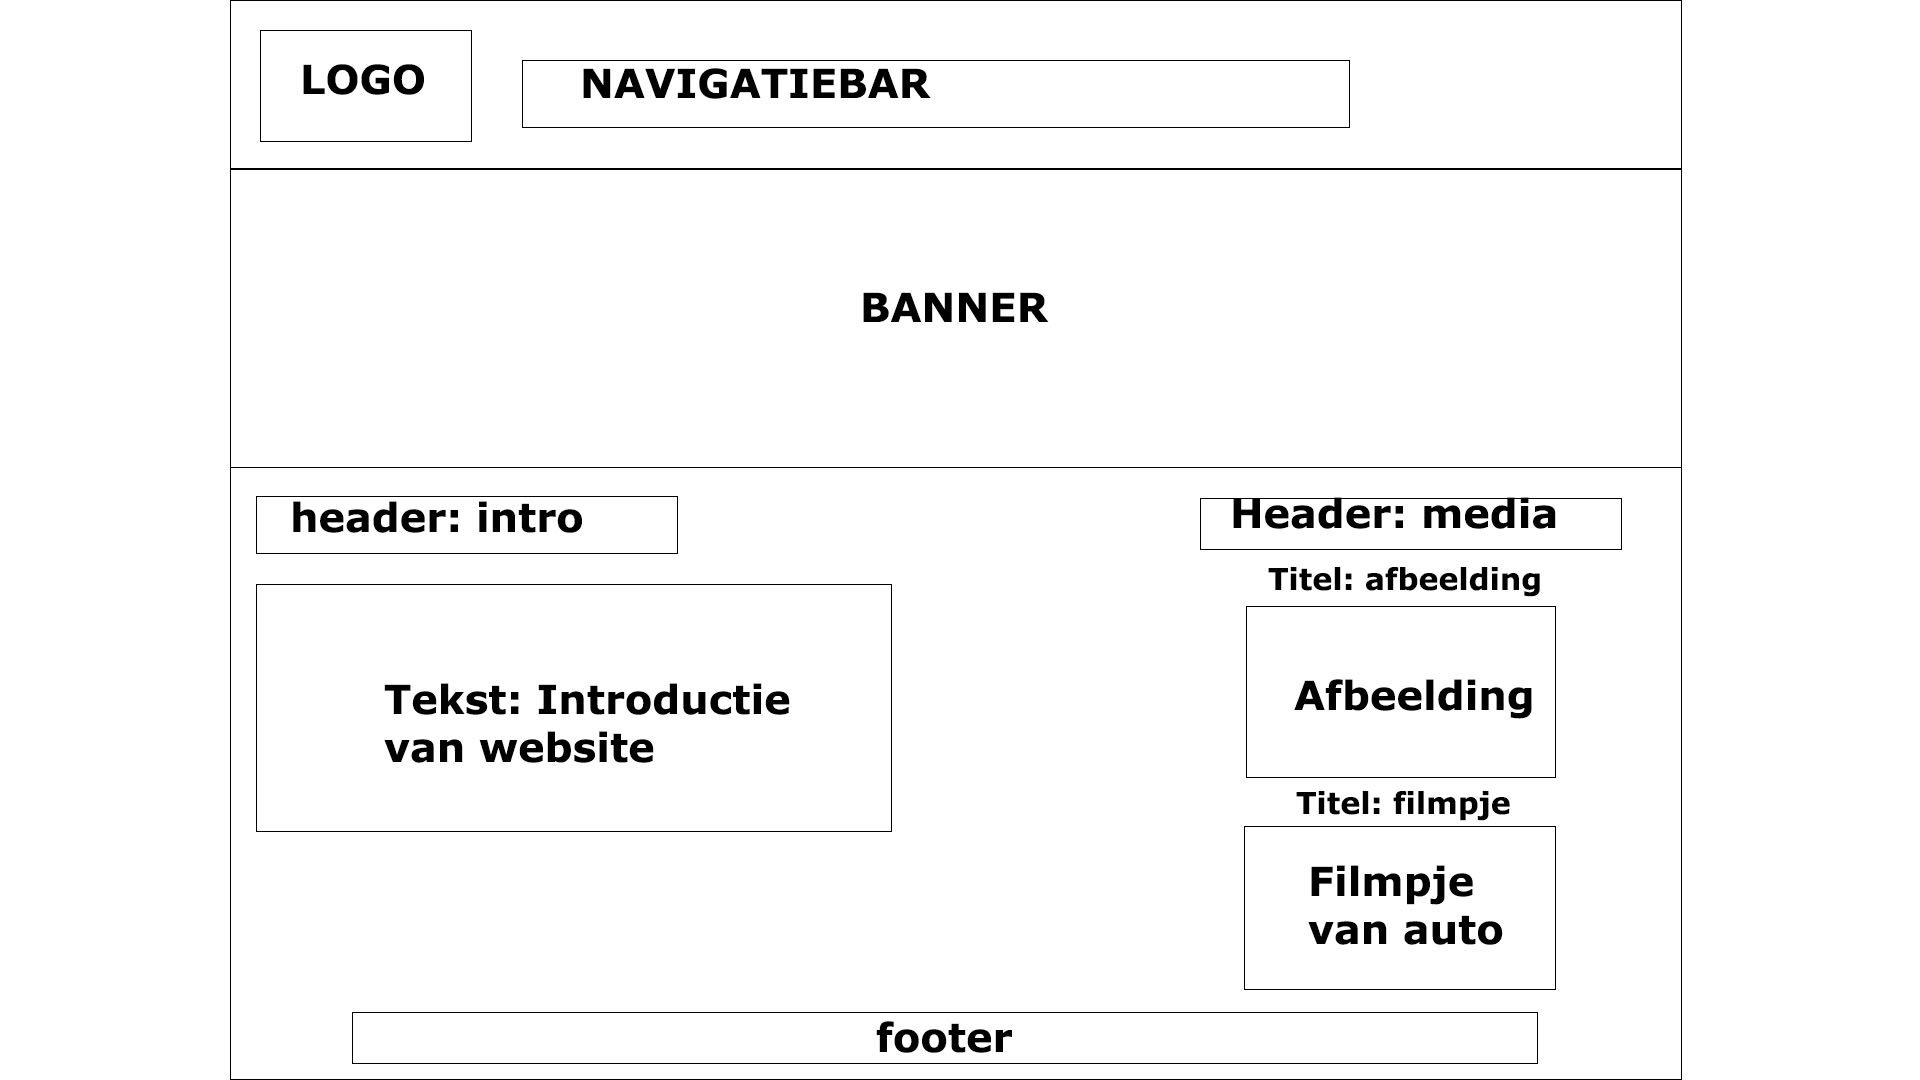 LOGO
NAVIGATIEBAR
BANNER
header: intro
Tekst: Introductie
van website
Header: media
Titel: afbeelding
Afbeelding
Titel: filmpje
Filmpje
van auto
footer